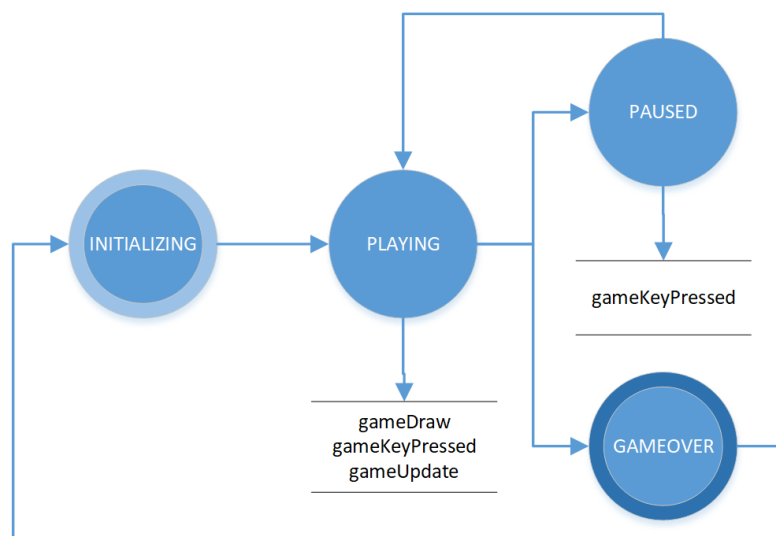 PAUSED
INITIALIZING
PLAYING
gameKeyPressed
gameDraw
gameKeyPressed
gameUpdate
GAMEOVER